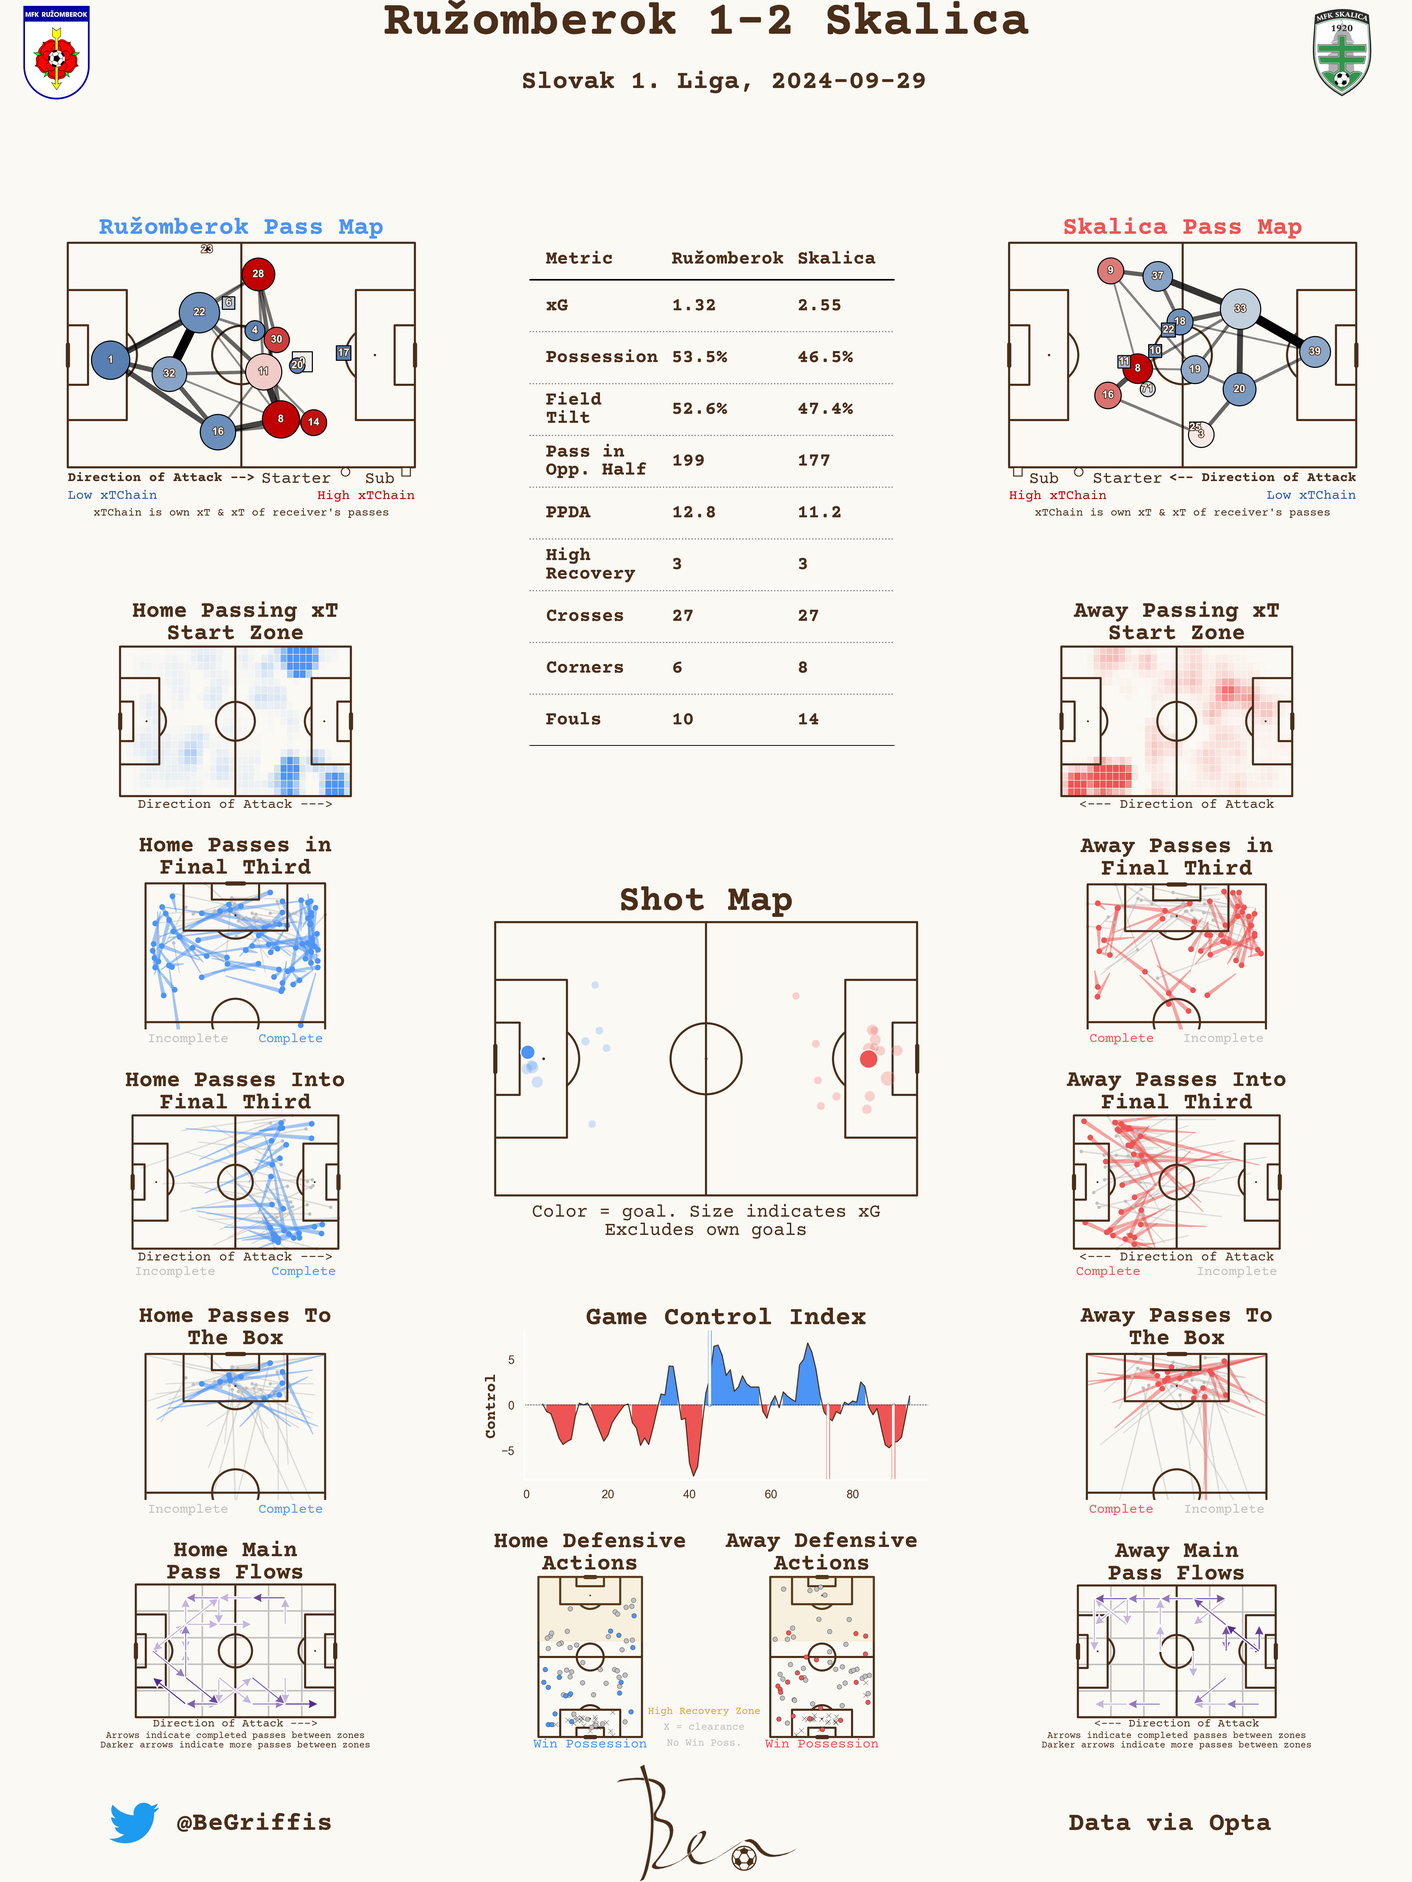 Ružomberok 1-2 Skalica
Slovak 1. Liga, 2024-09-29
MFK RUŽOMBEROK
MFK SKALICA
1920
Ružomberok Pass Map
23
28
6
22
4
30
17
1
20
11
32
8
14
16
Direction of Attack --> Starter Sub
Low xTChain High xTChain
xTChain is own xT & xT of receiver's passes
Metric Ružomberok Skalica
xG 1.32 2.55
Possession 53.5% 46.5%
Field
Tilt 52.6% 47.4%
Pass in
Opp. Half 199 177
PPDA 12.8 11.2
High
Recovery 3 3
Crosses 27 27
Corners 6 8
Fouls 10 14
Skalica Pass Map
9
37
33
18
22
10
39
11
8
19
71
20
16
25
3
Sub Starter <-- Direction of Attack
High xTChain Low xTChain
xTChain is own xT & xT of receiver's passes
Home Passing xT
Start Zone
Direction of Attack --->
Away Passing xT
Start Zone
<--- Direction of Attack
Home Passes in
Final Third
Incomplete Complete
Away Passes in
Final Third
Complete Incomplete
Shot Map
Color = goal. Size indicates xG
Excludes own goals
Home Passes Into
Final Third
Direction of Attack --->
Incomplete Complete
Away Passes Into
Final Third
<--- Direction of Attack
Complete Incomplete
Home Passes To
The Box
Incomplete Complete
Game Control Index
Control
5
0
−5
0 20 40 60 80
Away Passes To
The Box
Complete Incomplete
Home Main
Pass Flows
Direction of Attack --->
Arrows indicate completed passes between zones
Darker arrows indicate more passes between zones
Home Defensive
Actions
Win Possession
Away Defensive
Actions
Win Possession
High Recovery Zone
X = clearance
No Win Poss.
Away Main
Pass Flows
<--- Direction of Attack
Arrows indicate completed passes between zones
Darker arrows indicate more passes between zones
@BeGriffis
Ben
Data via Opta